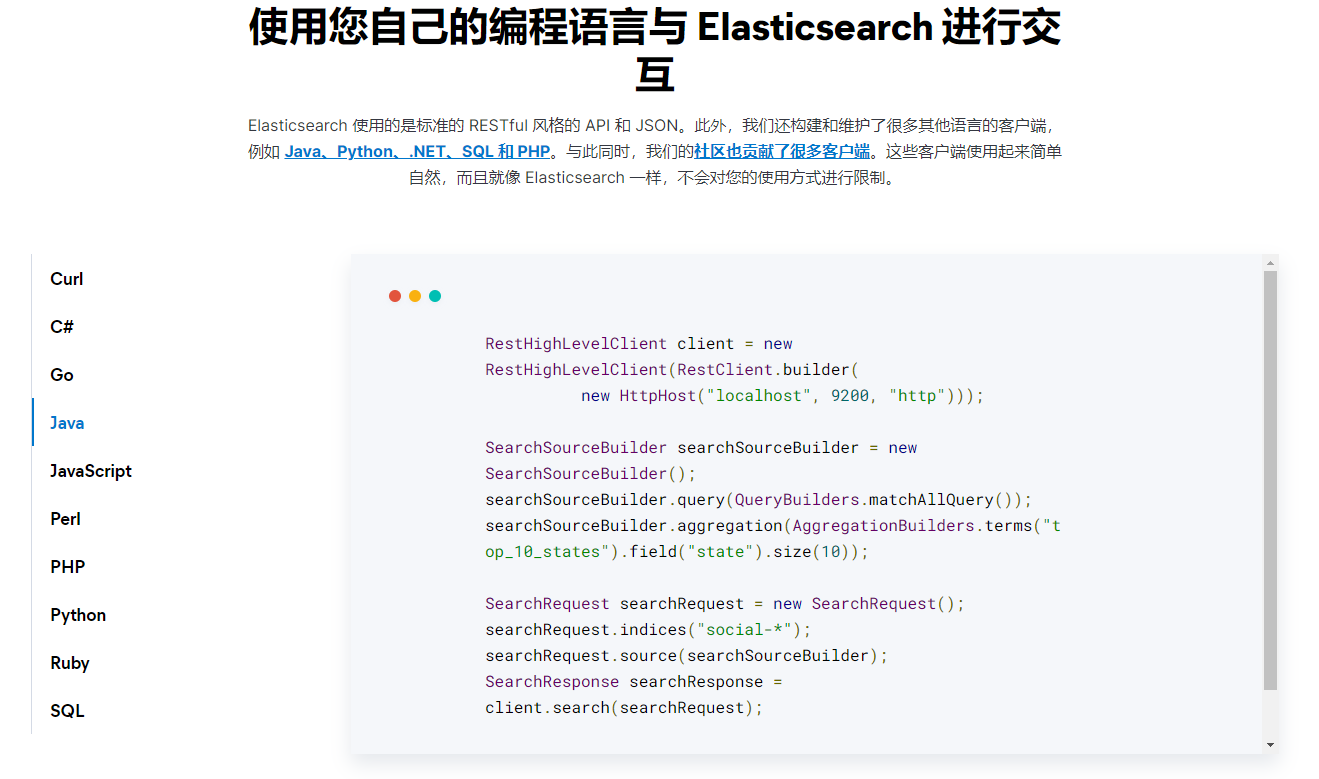 使用您自己的编程语言与 Elasticsearch 进行交
互
Elasticsearch 使用的是标准的 RESTful 风格的 API 和 JSON。此外，我们还构建和维护了很多其他语言的客户端，
例如 Java、Python、.NET、SQL 和 PHP。与此同时，我们的社区也贡献了很多客户端。这些客户端使用起来简单
自然，而且就像 Elasticsearch 一样，不会对您的使用方式进行限制。
Curl
C#
Go
Java
JavaScript
Perl
PHP
Python
Ruby
SQL
RestHighLevelClient client = new
RestHighLevelClient(RestClient.builder(
new HttpHost("localhost", 9200, "http")));
SearchSourceBuilder searchSourceBuilder = new
SearchSourceBuilder();
searchSourceBuilder.query(QueryBuilders.matchAllQuery());
searchSourceBuilder.aggregation(AggregationBuilders.terms("t
op_10_states").field("state").size(10));
SearchRequest searchRequest = new SearchRequest();
searchRequest.indices("social-*");
searchRequest.source(searchSourceBuilder);
SearchResponse searchResponse =
client.search(searchRequest);